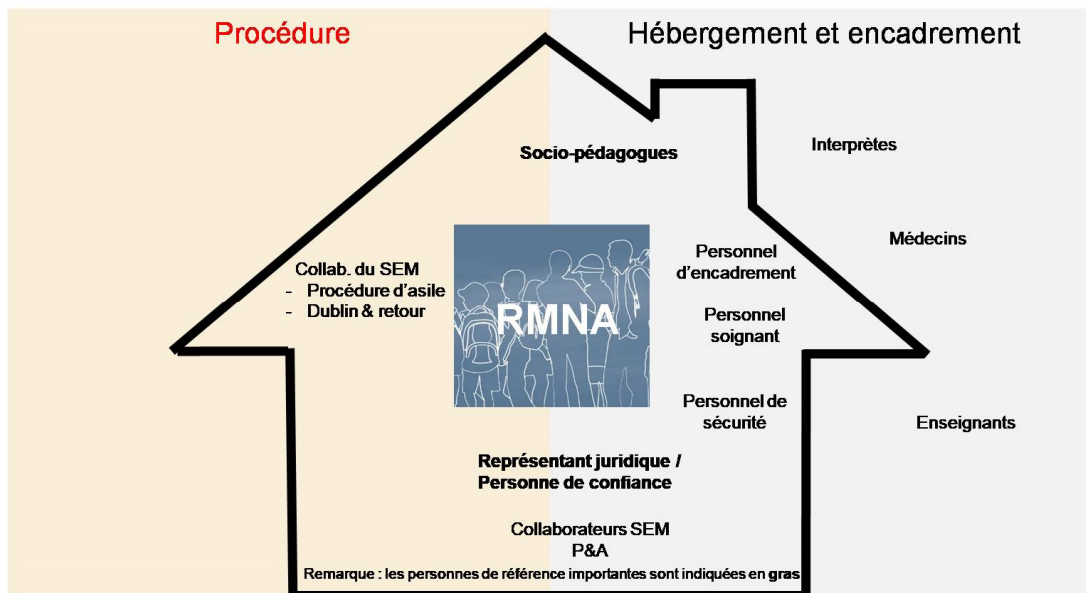 Procédure
Hébergement et encadrement
Socio-pédagogues
Interprètes
Médecins
Collab. du SEM
- Procédure d'asile
- Dublin & retour
RMNA
Personnel
d'encadrement
Personnel
soignant
Personnel de
sécurité
Enseignants
Représentant juridique /
Personne de confiance
Collaborateurs SEM
P&A
Remarque : les personnes de référence importantes sont indiquées en gras